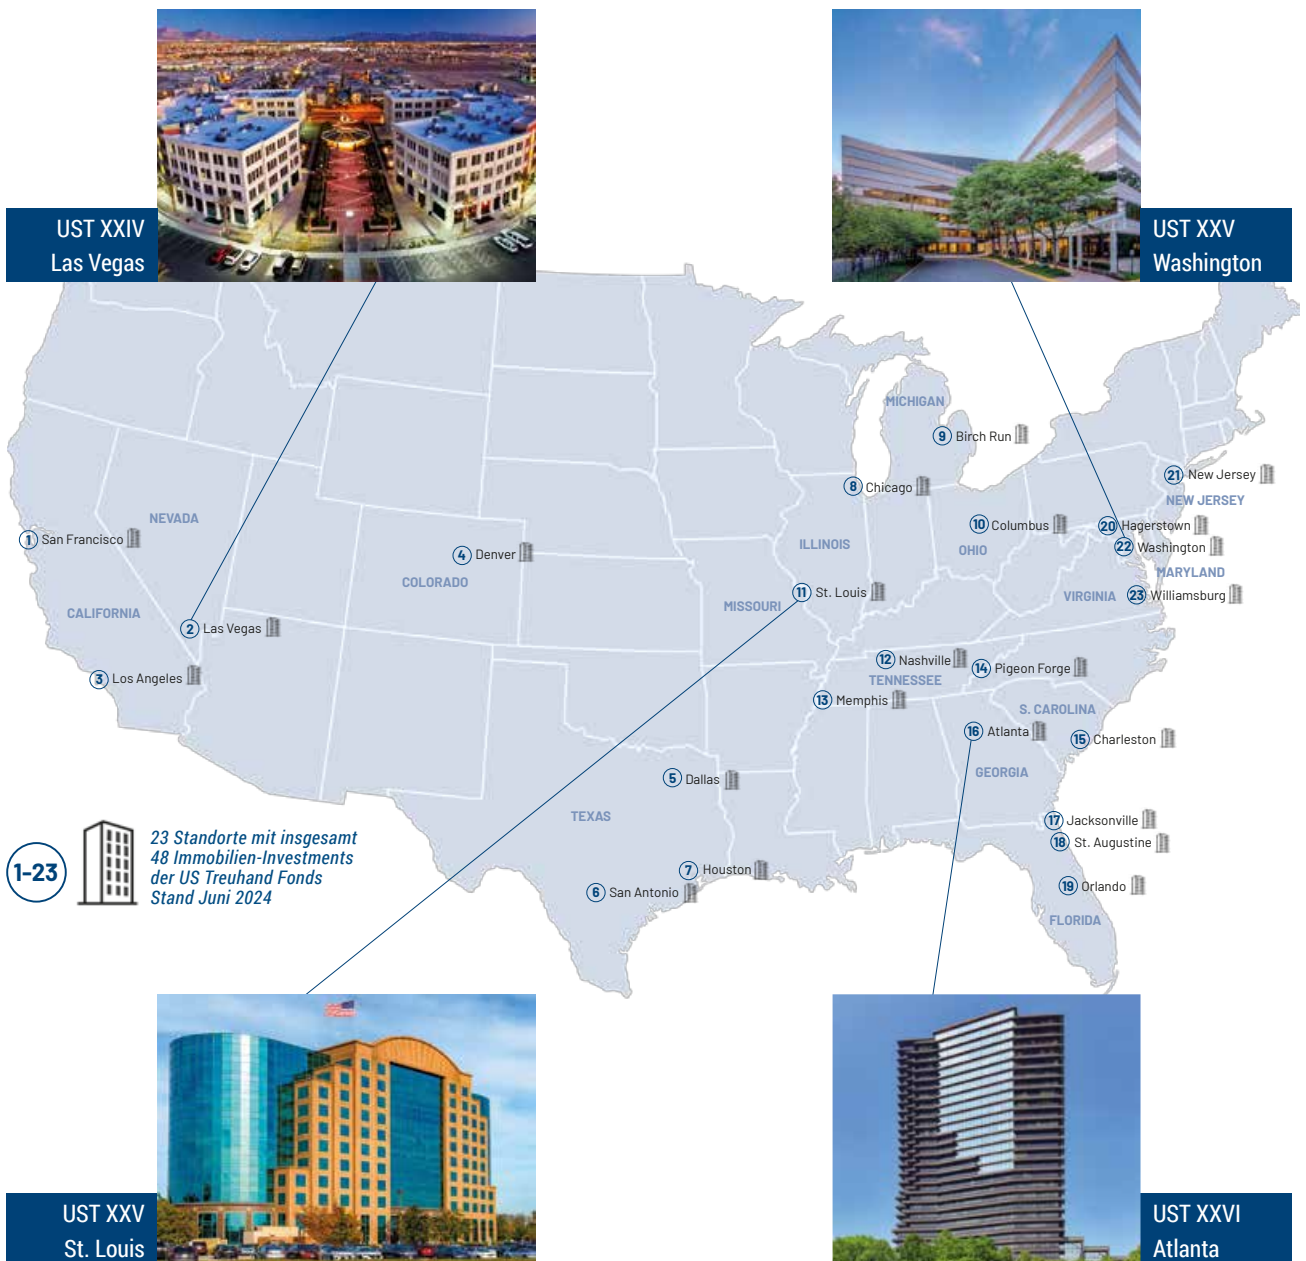 UST XXIV
Las Vegas
UST XXV
Washington
MICHIGAN
9 Birch Run
21 New Jersey
8 Chicago
NEW JERSEY
NEVADA
10 Columbus
20 Hagerstown
1 San Francisco
ILLINOIS
OHIO
22 Washington
4 Denver
COLORADO
MARYLAND
11 St. Louis
VIRGINIA
23 Williamsburg
MISSOURI
CALIFORNIA
2 Las Vegas
12 Nashville
14 Pigeon Forge
3 Los Angeles
TENNESSEE
13 Memphis
S. CAROLINA
16 Atlanta
15 Charleston
GEORGIA
5 Dallas
TEXAS
17 Jacksonville
18 St. Augustine
7 Houston
19 Orlando
6 San Antonio
FLORIDA
1-23
23 Standorte mit insgesamt
48 Immobilien-Investments
der US Treuhand Fonds
Stand Juni 2024
UST XXV
St. Louis
UST XXVI
Atlanta